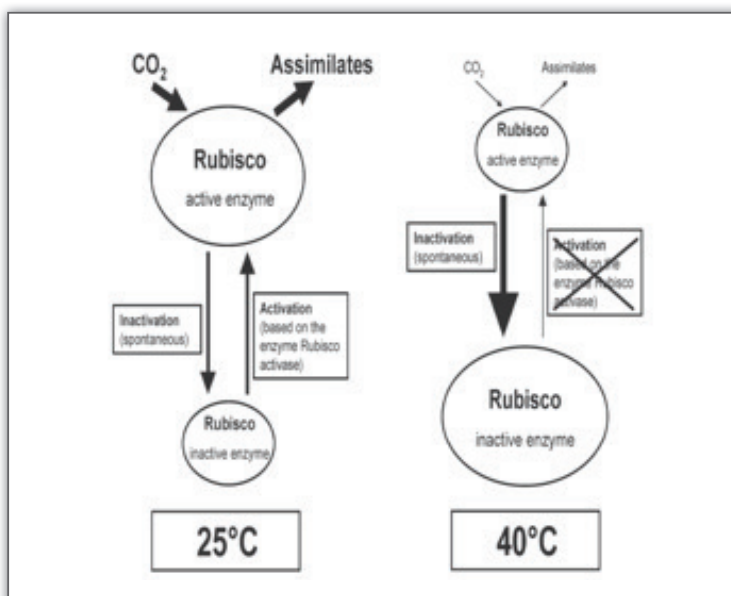 CO2
Assimilates
Rubisco
active enzyme
Inactivation
(spontaneous)
Activation
(based on the
enzyme Rubisco
activase)
Rubisco
inactive enzyme
25°C
CO2
Assimilates
Rubisco
active enzyme
Inactivation
(spontaneous)
Activation
(based on the
enzyme Rubisco
activase)
Rubisco
inactive enzyme
40°C